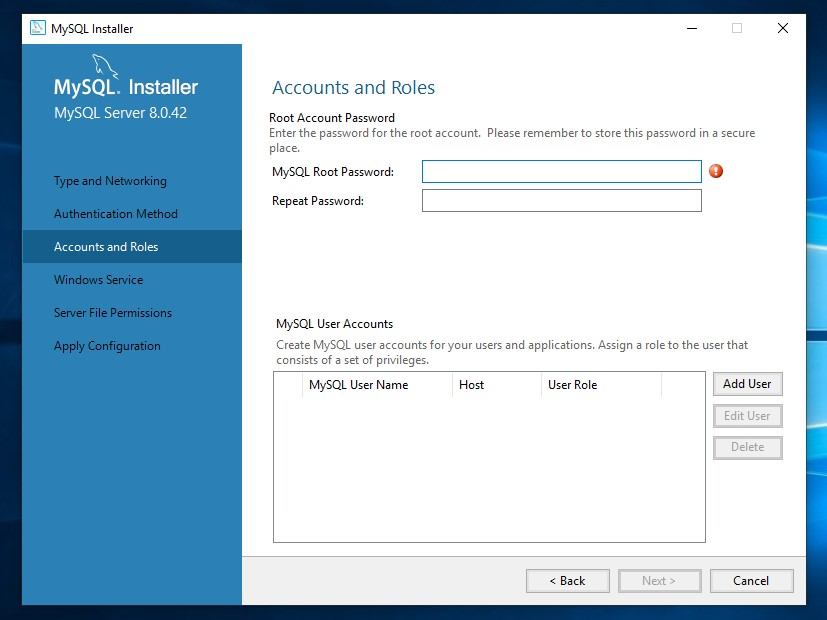 MySQL Installer
MySQL. Installer
MySQL Server 8.0.42
Type and Networking
Authentication Method
Accounts and Roles
Windows Service
Server File Permissions
Apply Configuration
Accounts and Roles
Root Account Password
Enter the password for the root account. Please remember to store this password in a secure
place.
MySQL Root Password:
Repeat Password:
MySQL User Accounts
Create MySQL user accounts for your users and applications. Assign a role to the user that
consists of a set of privileges.
MySQL User Name Host User Role
Add User
Edit User
Delete
< Back Next > Cancel